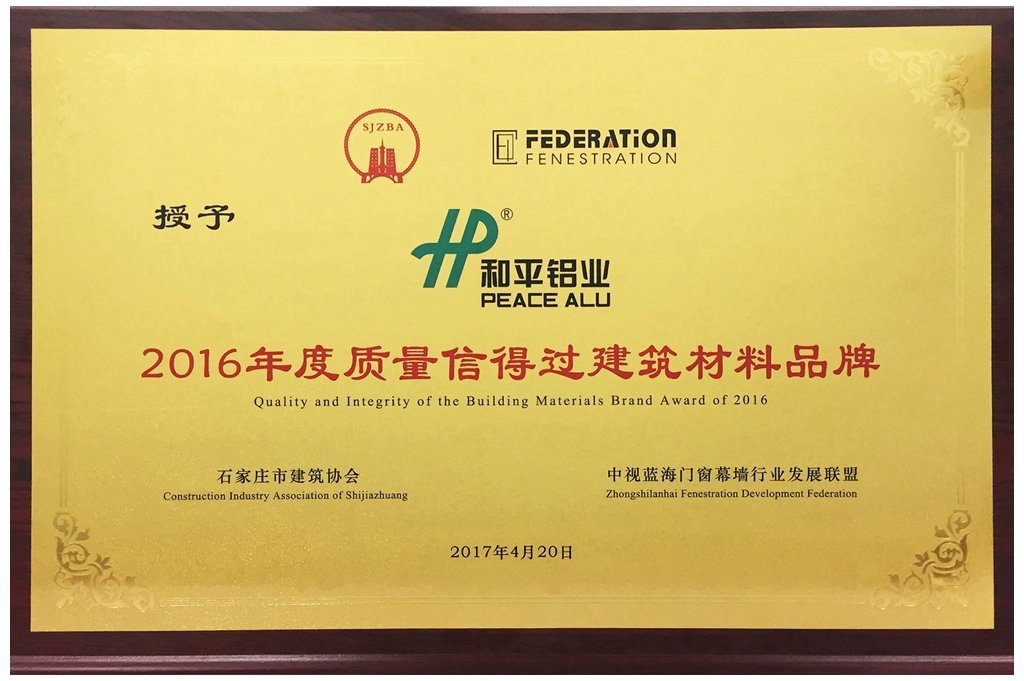 SJZBA
FEDERATION
FENESTRATION
授予
HP®
和平铝业
PEACE ALU
2016年度质量信得过建筑材料品牌
Quality and Integrity of the Building Materials Brand Award of 2016
石家庄市建筑协会
Construction Industry Association of Shijiazhuang
中视蓝海门窗幕墙行业发展联盟
Zhongshilanhai Fenestration Development Federation
2017年4月20日